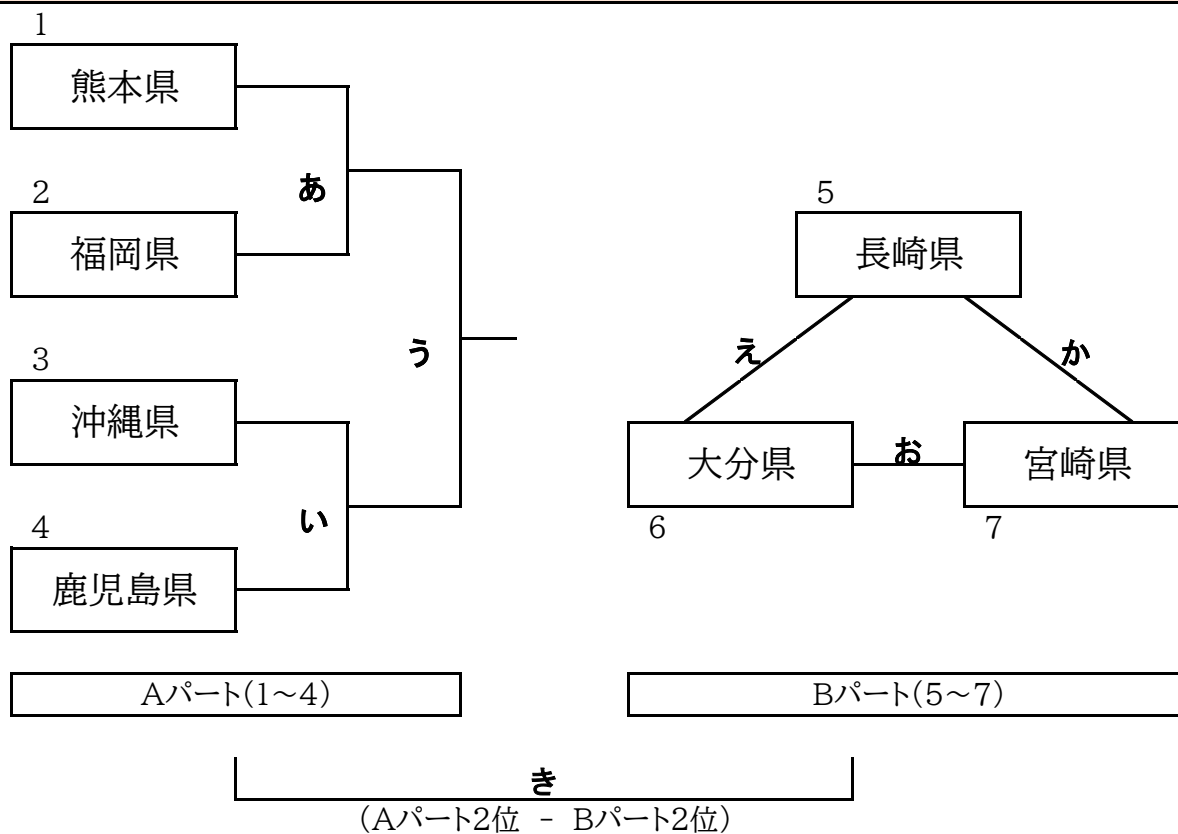 1
熊本県
あ
2
福岡県
う
3
沖縄県
い
4
鹿児島県
Aパート(1～4)
5
長崎県
え
か
大分県
お
宮崎県
6
7
Bパート(5～7)
き
(Aパート2位 - Bパート2位)